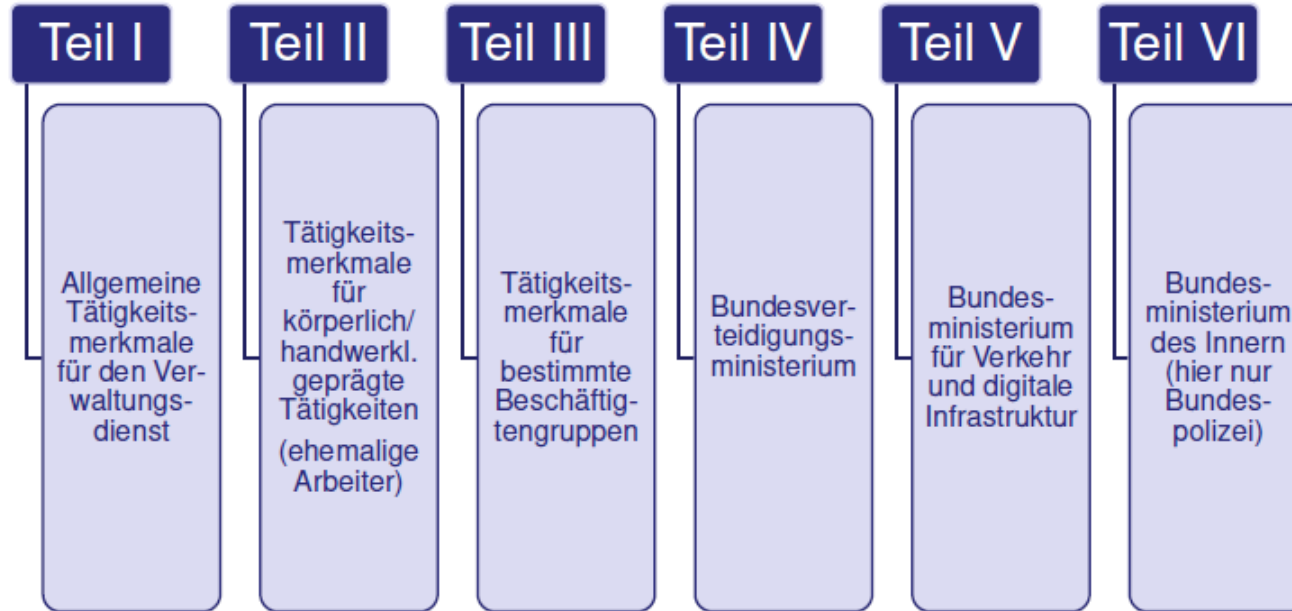 Teil I
Allgemeine
Tätigkeits-
merkmale
für den Ver-
waltungs-
dienst
Teil II
Tätigkeits-
merkmale
für
körperlich/
handwerkl.
geprägte
Tätigkeiten
(ehemalige
Arbeiter)
Teil III
Tätigkeits-
merkmale
für
bestimmte
Beschäftig-
tengruppen
Teil IV
Bundesver-
teidigungs-
ministerium
Teil V
Bundes-
ministerium
für Verkehr
und digitale
Infrastruktur
Teil VI
Bundes-
ministerium
des Innern
(hier nur
Bundes-
polizei)